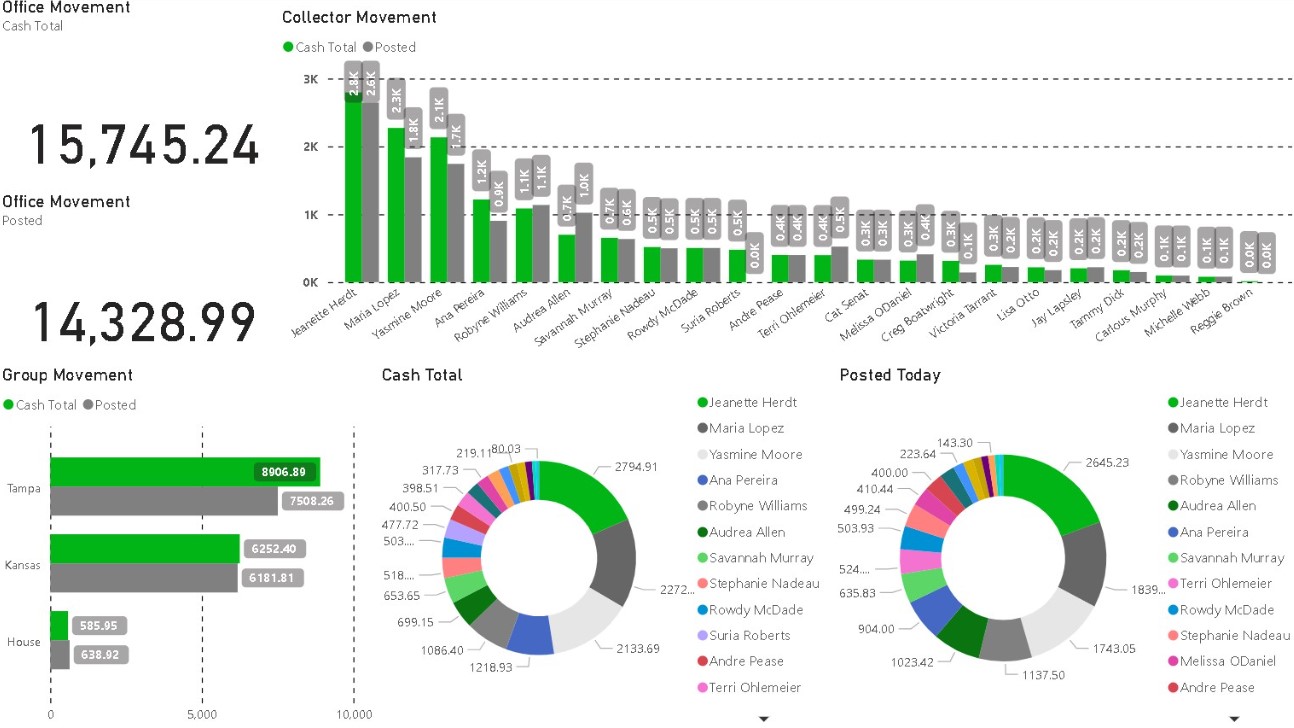 Office Movement
Cash Total
15,745.24
Office Movement
Posted
14,328.99
Collector Movement
Cash Total Posted
3K
2K
1K
0K
2.8K 2.6K 2.3K 1.8K 2.1K 1.7K 1.2K 0.9K 1.1K 1.1K 0.7K 1.0K 0.7K 0.6K 0.5K 0.5K 0.5K 0.5K 0.5K 0.0K 0.4K 0.4K 0.4K 0.5K 0.3K 0.3K 0.3K 0.4K 0.3K 0.1K 0.3K 0.2K 0.2K 0.2K 0.2K 0.2K 0.2K 0.2K 0.1K 0.1K 0.1K 0.1K 0.0K 0.0K
Jeanette Herdt
Maria Lopez
Yasmine Moore
Ana Pereira
Robyne Williams
Audrea Allen
Savannah Murray
Stephanie Nadeau
Rowdy McDade
Suria Roberts
Andre Pease
Terri Ohlemeier
Cat Senat
Melissa ODaniel
Creg Boatwright
Victoria Tarrant
Lisa Otto
Jay Lapsley
Tammy Dick
Carlous Murphy
Michelle Webb
Reggie Brown
Group Movement
Cash Total Posted
Tampa
8906.89
7508.26
Kansas
6252.40
6181.81
House
585.95
638.92
0 5,000 10,000
Cash Total
2794.91
2272...
2133.69
1218.93
1086.40
699.15
653.65
518....
503....
477.72
400.50
398.51
317.73
219.11
80.03
Jeanette Herdt
Maria Lopez
Yasmine Moore
Ana Pereira
Robyne Williams
Audrea Allen
Savannah Murray
Stephanie Nadeau
Rowdy McDade
Suria Roberts
Andre Pease
Terri Ohlemeier
Posted Today
2645.23
1839...
1743.05
1137.50
1023.42
904.00
635.83
524....
503.93
499.24
410.44
400.00
223.64
143.30
Jeanette Herdt
Maria Lopez
Yasmine Moore
Robyne Williams
Audrea Allen
Ana Pereira
Savannah Murray
Terri Ohlemeier
Rowdy McDade
Stephanie Nadeau
Melissa ODaniel
Andre Pease